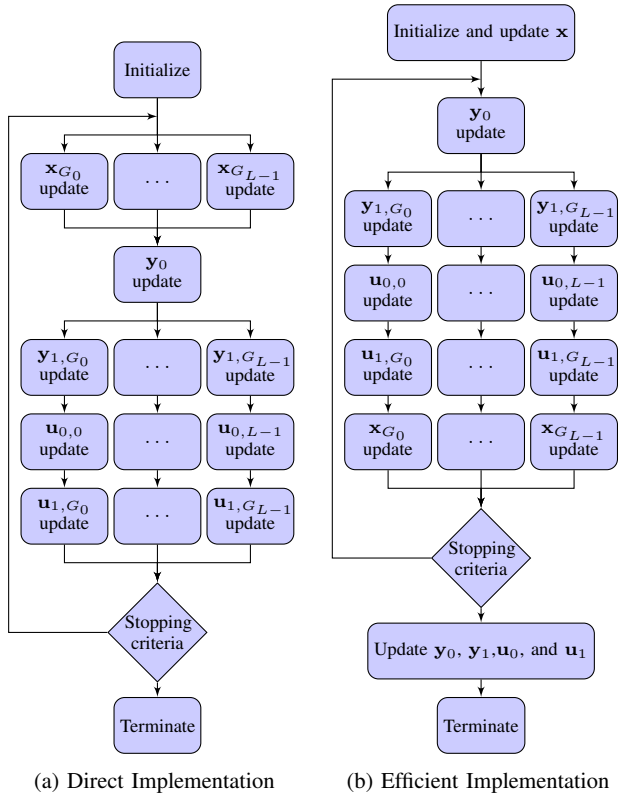 Initialize
x_{G_0} update
. . .
x_{G_{L−1}} update
y_0 update
y_{1,G_0} update
. . .
y_{1,G_{L−1}} update
u_{0,0} update
. . .
u_{0,L−1} update
u_{1,G_0} update
. . .
u_{1,G_{L−1}} update
Stopping criteria
Terminate
(a) Direct Implementation
Initialize and update x
y_0 update
y_{1,G_0} update
. . .
y_{1,G_{L−1}} update
u_{0,0} update
. . .
u_{0,L−1} update
u_{1,G_0} update
. . .
u_{1,G_{L−1}} update
x_{G_0} update
. . .
x_{G_{L−1}} update
Stopping criteria
Update y_0, y_1,u_0, and u_1
Terminate
(b) Efficient Implementation